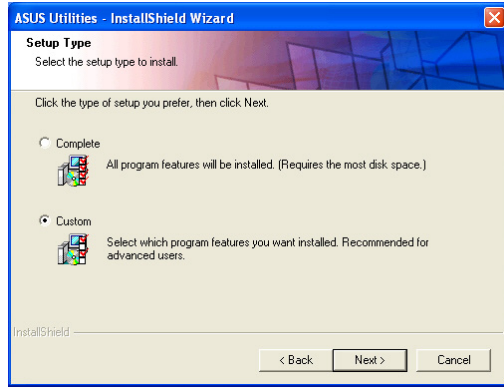 ASUS Utilities - InstallShield Wizard
Setup Type
Select the setup type to install.
Click the type of setup you prefer, then click Next.
Complete
All program features will be installed. (Requires the most disk space.)
Custom
Select which program features you want installed. Recommended for
advanced users.
InstallShield
< Back Next > Cancel